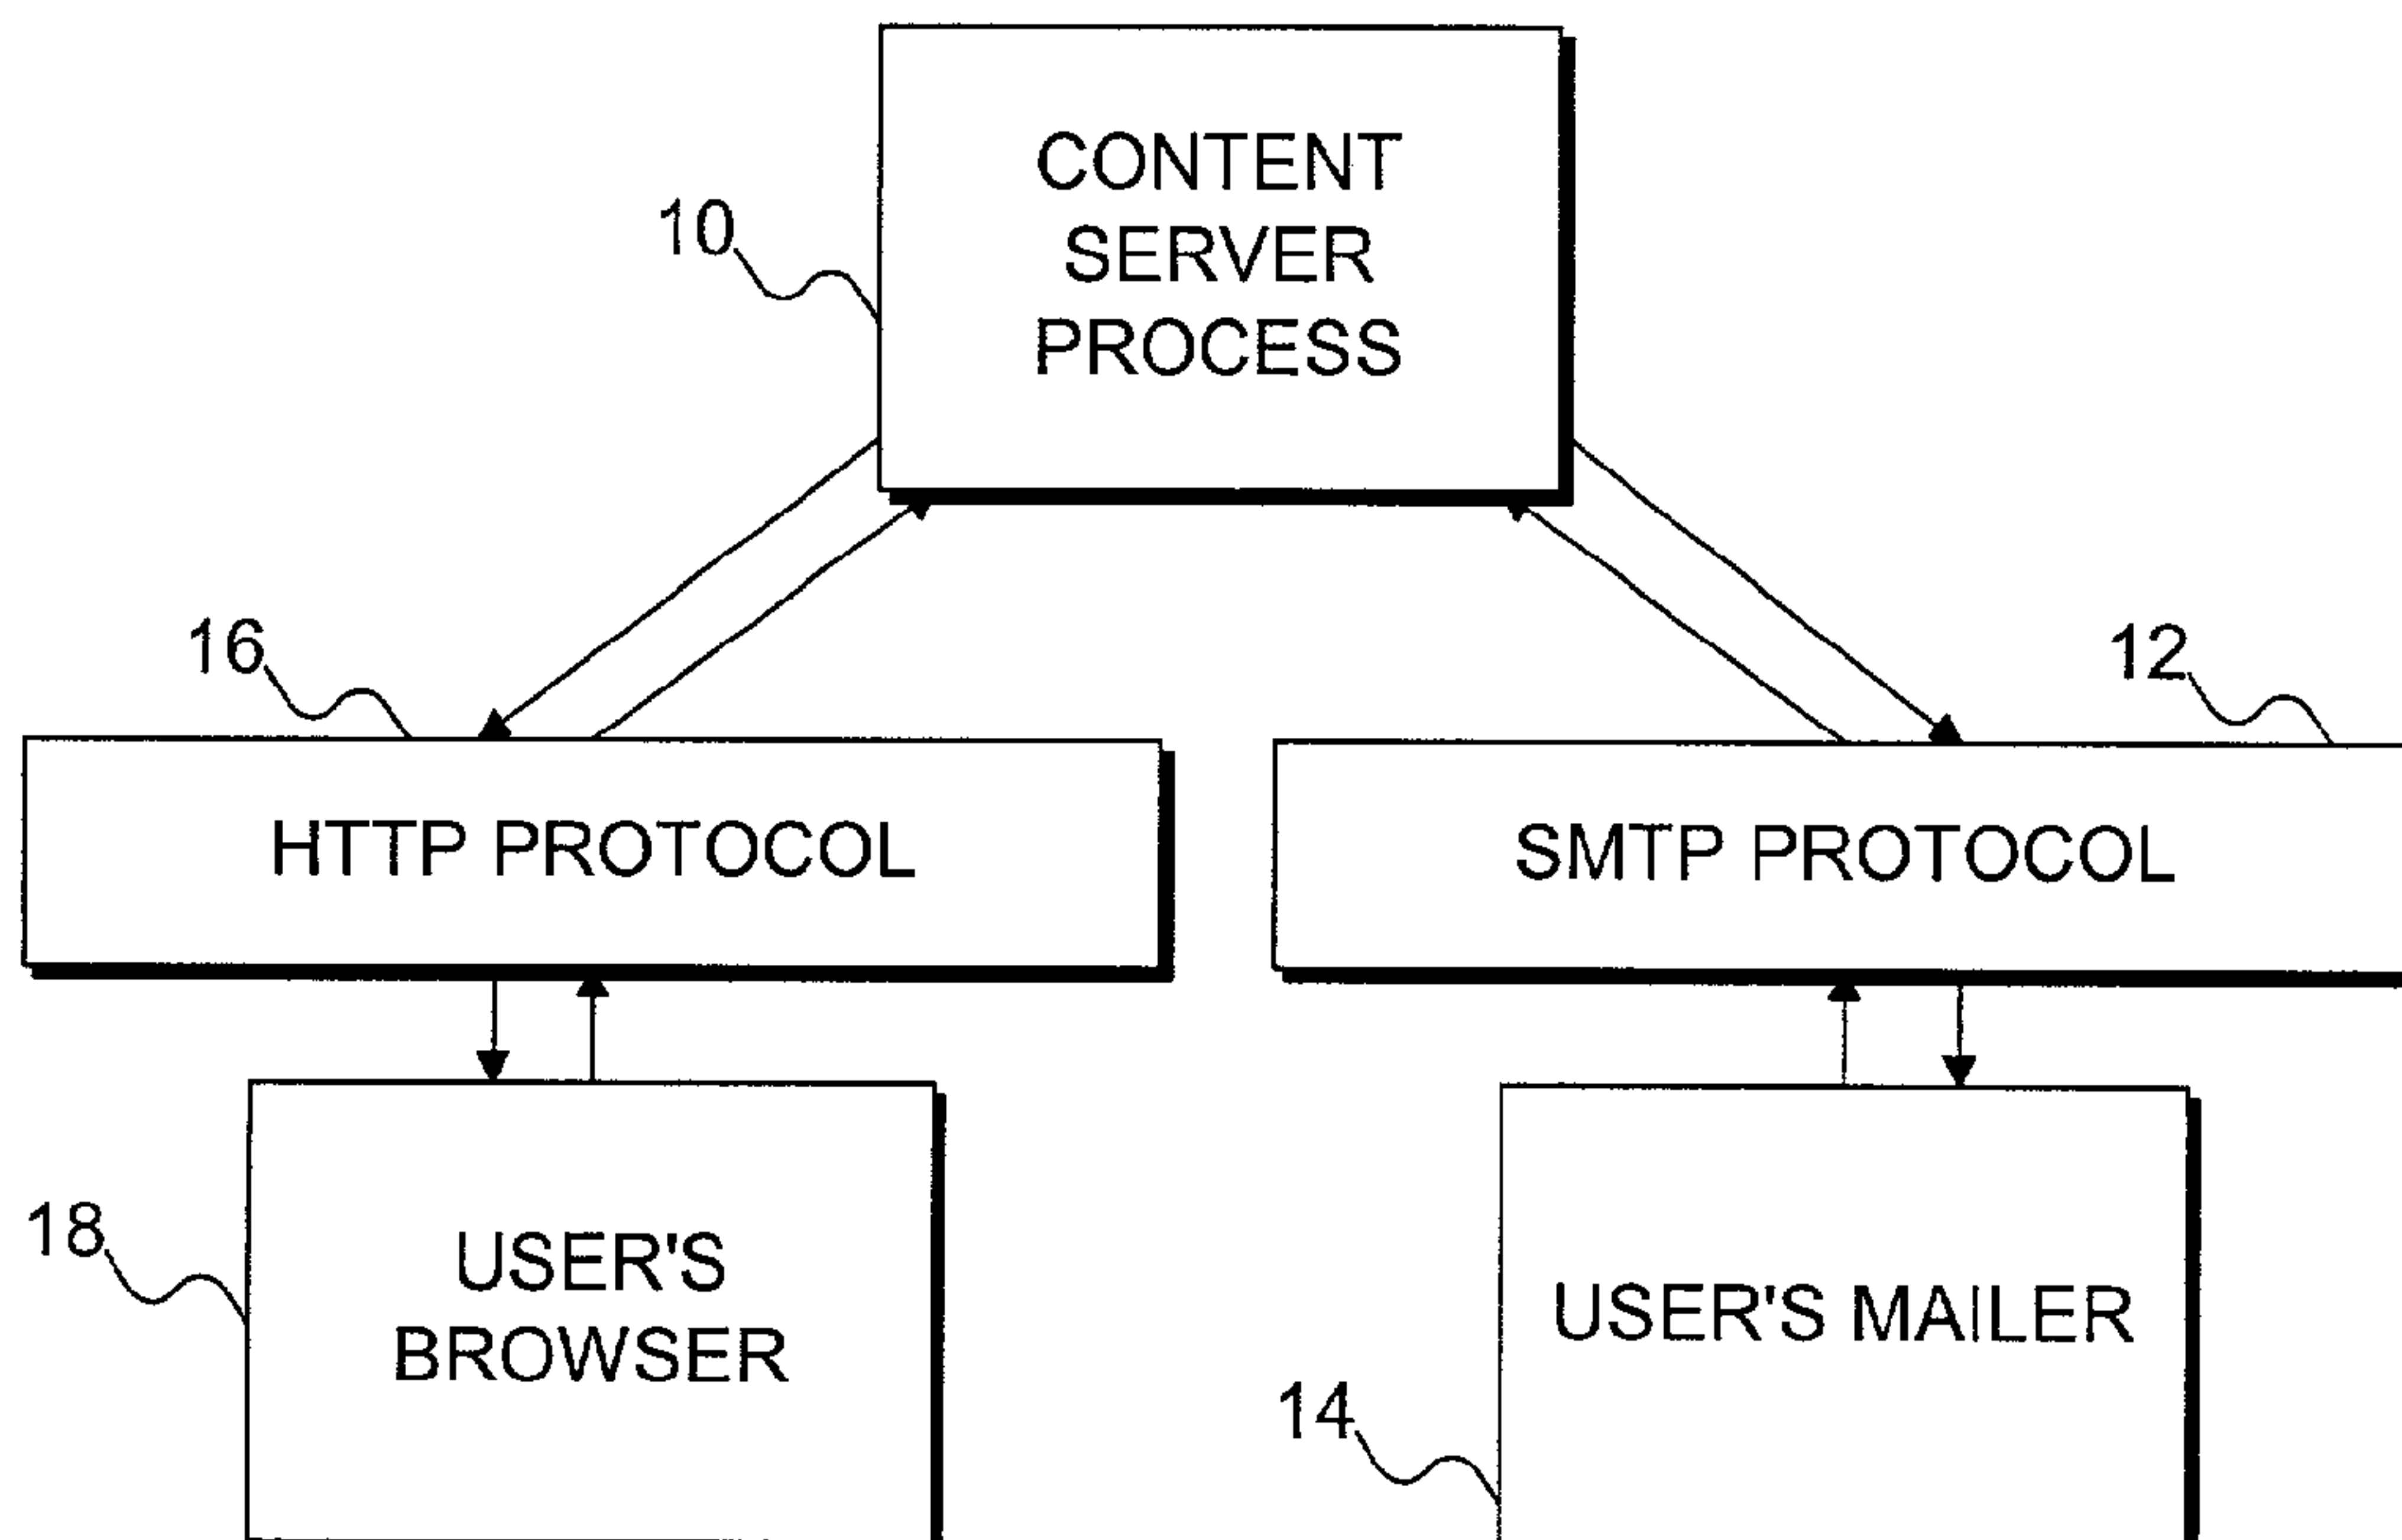 CONTENT
SERVER
PROCESS
10
16
12
HTTP PROTOCOL
SMTP PROTOCOL
18
USER'S
BROWSER
USER'S MAILER
14